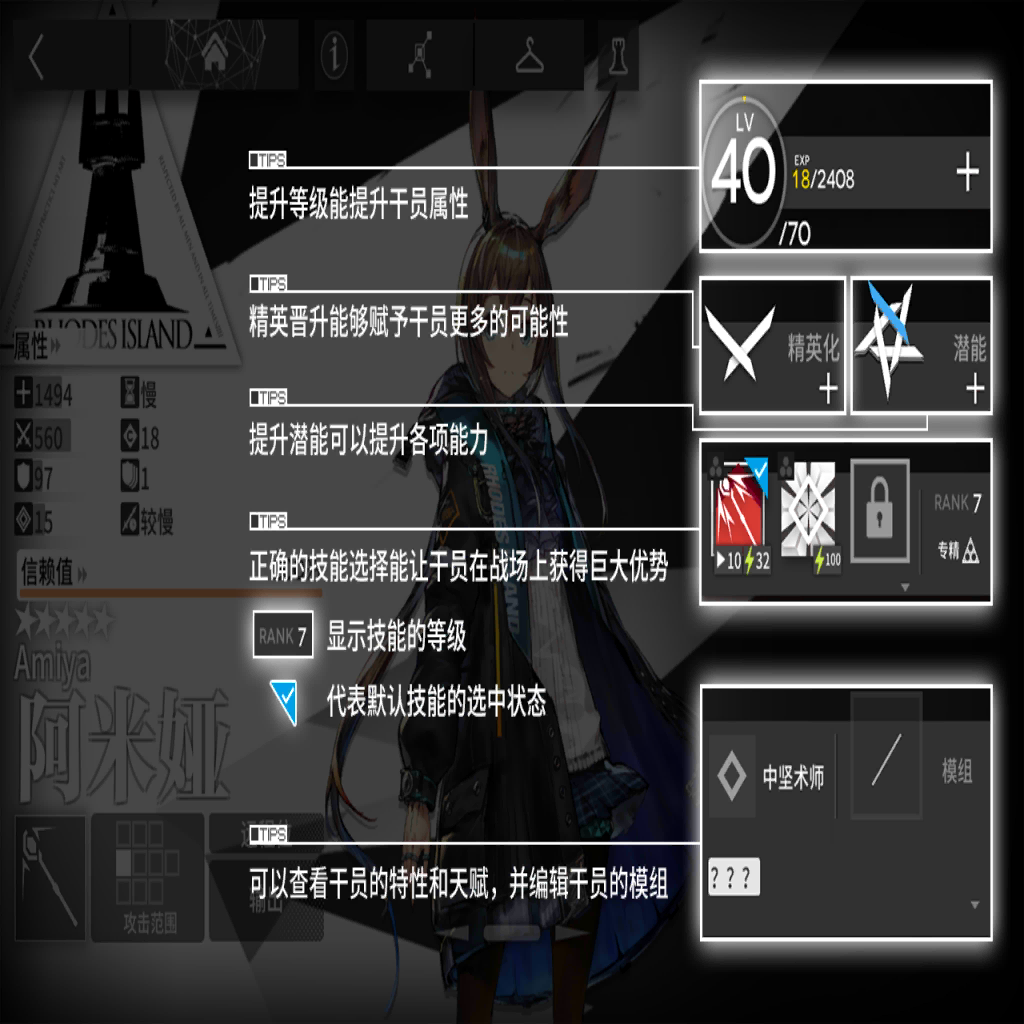 RHODES ISLAND
属性
1494
慢
560
18
97
1
15
较慢
信赖值
Amiya
阿米娅
攻击范围
输出
TIPS
提升等级能提升干员属性
TIPS
精英晋升能够赋予干员更多的可能性
TIPS
提升潜能可以提升各项能力
TIPS
正确的技能选择能让干员在战场上获得巨大优势
RANK 7 显示技能的等级
代表默认技能的选中状态
TIPS
可以查看干员的特性和天赋，并编辑干员的模组
LV
40
EXP
18/2408
/70
精英化
潜能
10 32
100
RANK 7
专精
中坚术师
模组
???